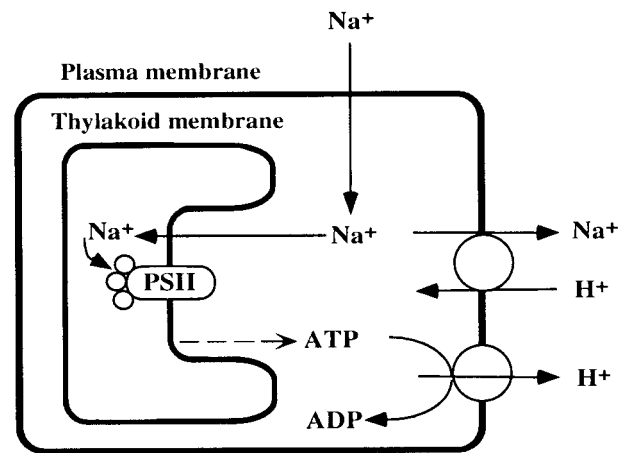 Na+
Plasma membrane
Thylakoid membrane
Na+ Na+ Na+
PSII H+
ATP
H+
ADP